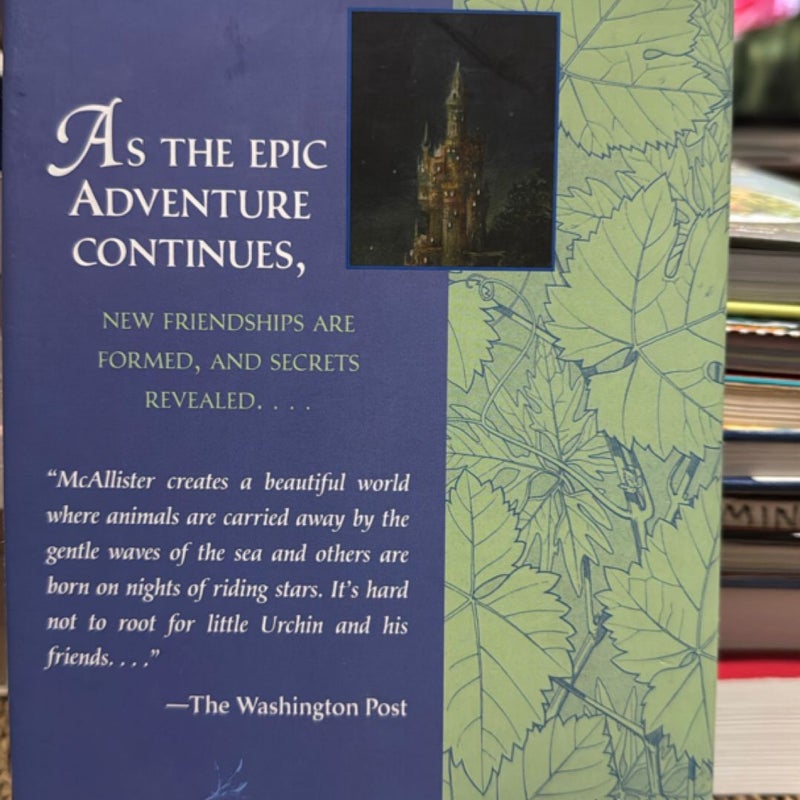 As the epic
Adventure
continues,
new friendships are
formed, and secrets
revealed. . . .
“McAllister creates a beautiful world
where animals are carried away by the
gentle waves of the sea and others are
born on nights of riding stars. It’s hard
not to root for little Urchin and his
friends. . . .”
—The Washington Post
MIN